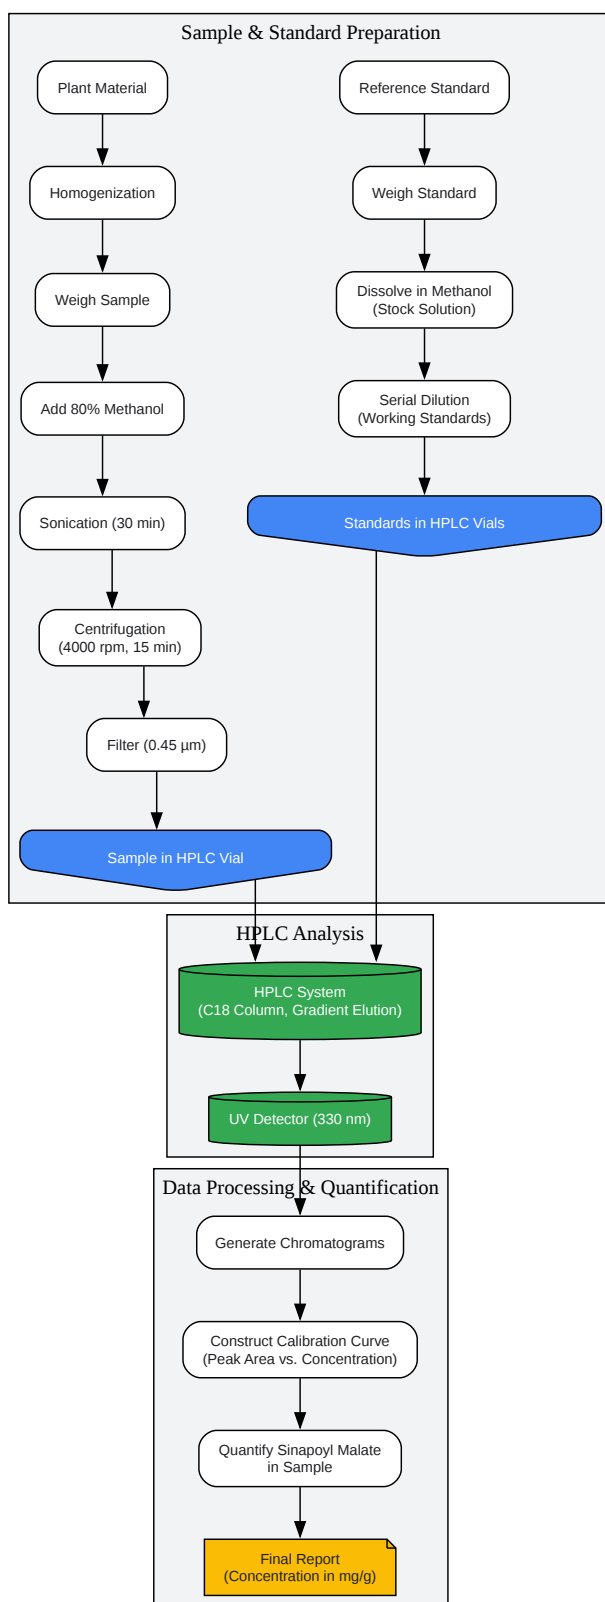 Sample & Standard Preparation
Plant Material
Homogenization
Weigh Sample
Add 80% Methanol
Sonication (30 min)
Centrifugation
(4000 rpm, 15 min)
Filter (0.45 µm)
Sample in HPLC Vial
Reference Standard
Weigh Standard
Dissolve in Methanol
(Stock Solution)
Serial Dilution
(Working Standards)
Standards in HPLC Vials
HPLC Analysis
HPLC System
(C18 Column, Gradient Elution)
UV Detector (330 nm)
Data Processing & Quantification
Generate Chromatograms
Construct Calibration Curve
(Peak Area vs. Concentration)
Quantify Sinapoyl Malate
in Sample
Final Report
(Concentration in mg/g)